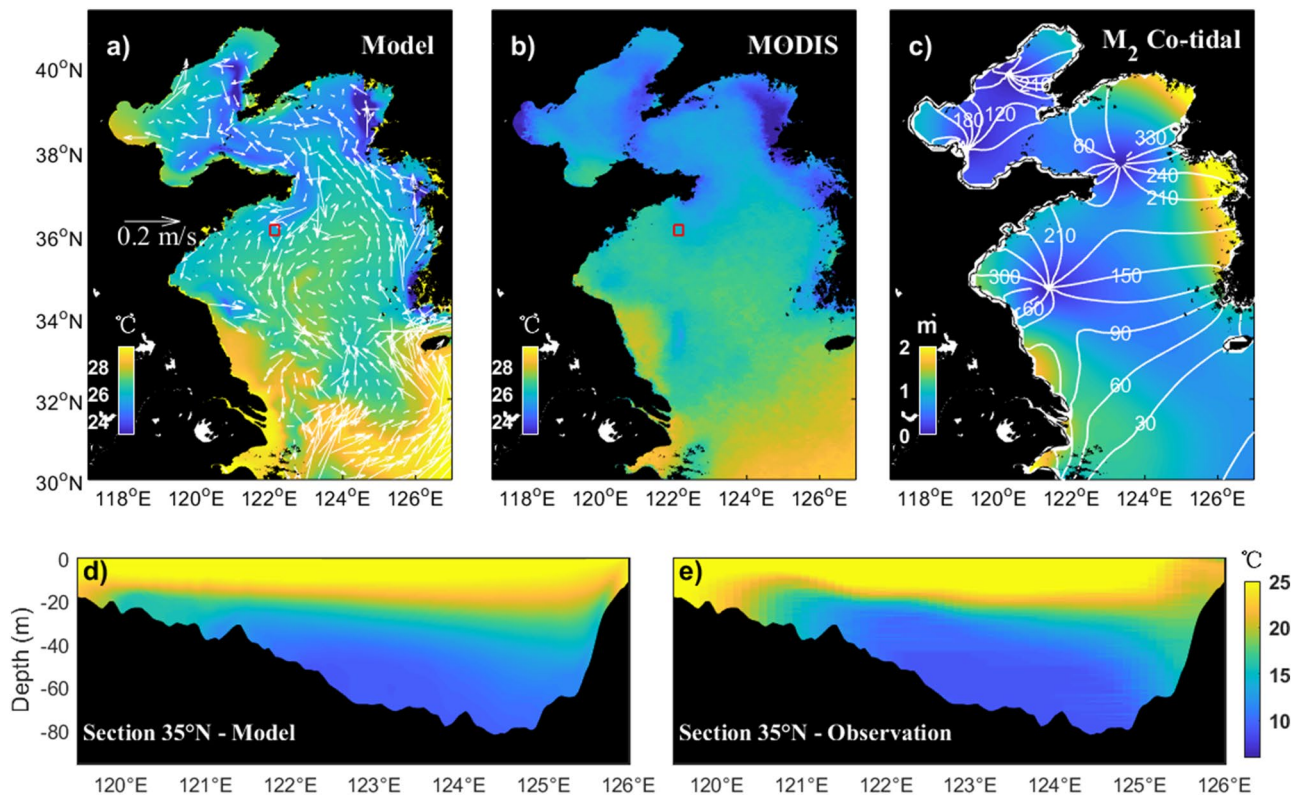 a) Model
b) MODIS
c) M₂ Co-tidal
40°N
38°N
36°N
34°N
32°N
30°N
0.2 m/s
℃
28
26
24
℃
28
26
24
m
2
1
0
210
180
120
60
330
240
210
210
300
150
60
90
60
30
118°E 120°E 122°E 124°E 126°E
118°E 120°E 122°E 124°E 126°E
118°E 120°E 122°E 124°E 126°E
d)
e)
℃
0
-20
-40
-60
-80
Depth (m)
25
20
15
10
Section 35°N - Model
Section 35°N - Observation
120°E 121°E 122°E 123°E 124°E 125°E 126°E
120°E 121°E 122°E 123°E 124°E 125°E 126°E